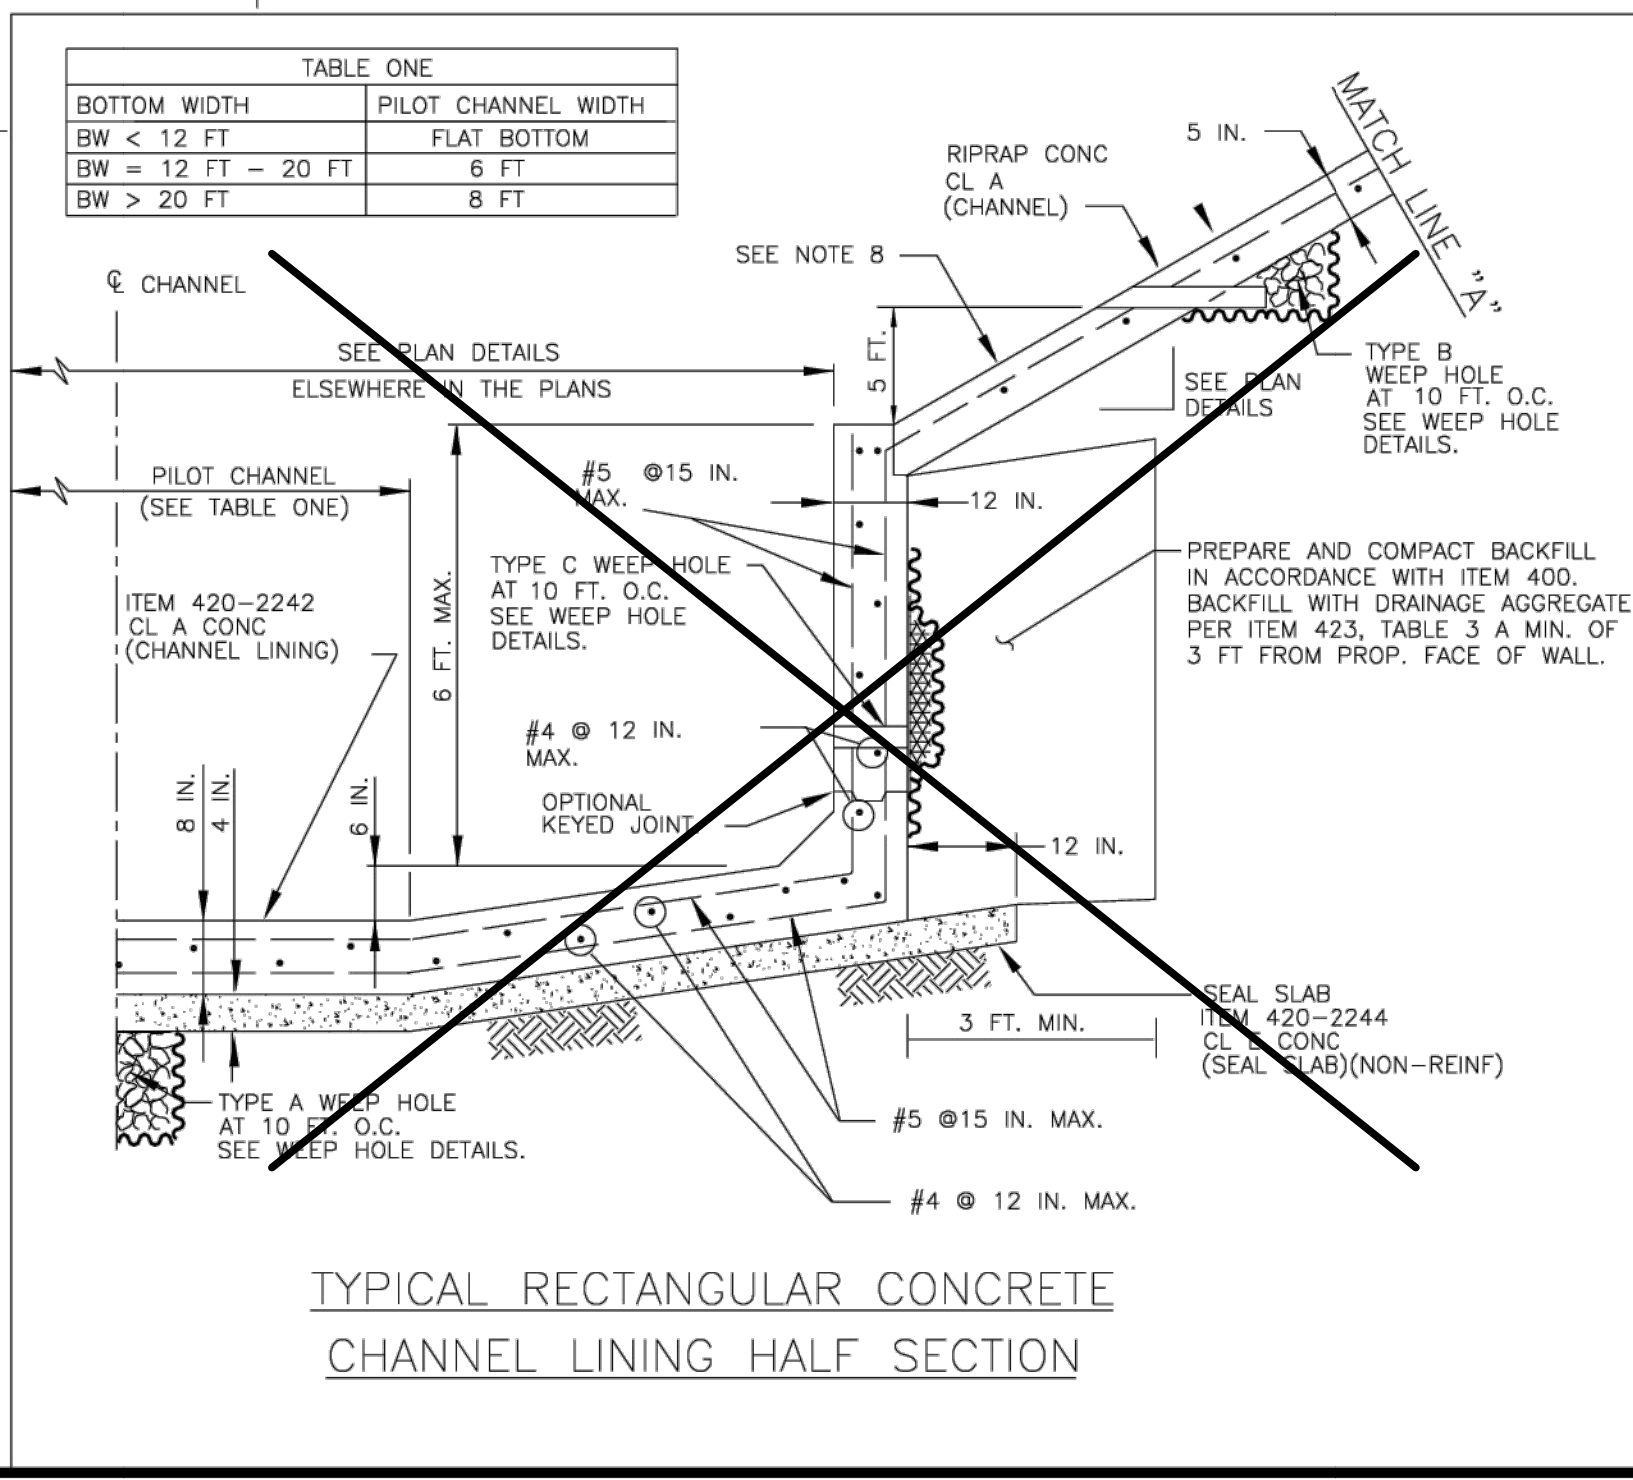 TABLE ONE
BOTTOM WIDTH PILOT CHANNEL WIDTH
BW < 12 FT FLAT BOTTOM
BW = 12 FT - 20 FT 6 FT
BW > 20 FT 8 FT
℄ CHANNEL
SEE PLAN DETAILS
ELSEWHERE IN THE PLANS
PILOT CHANNEL
(SEE TABLE ONE)
ITEM 420-2242
CL A CONC
(CHANNEL LINING)
8 IN.
4 IN.
6 IN.
6 FT. MAX.
TYPE A WEEP HOLE
AT 10 FT. O.C.
SEE WEEP HOLE DETAILS.
#5 @15 IN.
MAX.
TYPE C WEEP HOLE
AT 10 FT. O.C.
SEE WEEP HOLE
DETAILS.
#4 @ 12 IN.
MAX.
OPTIONAL
KEYED JOINT
SEE NOTE 8
RIPRAP CONC
CL A
(CHANNEL)
5 IN.
MATCH LINE "A"
5 FT.
SEE PLAN
DETAILS
TYPE B
WEEP HOLE
AT 10 FT. O.C.
SEE WEEP HOLE
DETAILS.
12 IN.
PREPARE AND COMPACT BACKFILL
IN ACCORDANCE WITH ITEM 400.
BACKFILL WITH DRAINAGE AGGREGATE
PER ITEM 423, TABLE 3 A MIN. OF
3 FT FROM PROP. FACE OF WALL.
12 IN.
3 FT. MIN.
SEAL SLAB
ITEM 420-2244
CL E CONC
(SEAL SLAB)(NON-REINF)
#5 @15 IN. MAX.
#4 @ 12 IN. MAX.
TYPICAL RECTANGULAR CONCRETE
CHANNEL LINING HALF SECTION